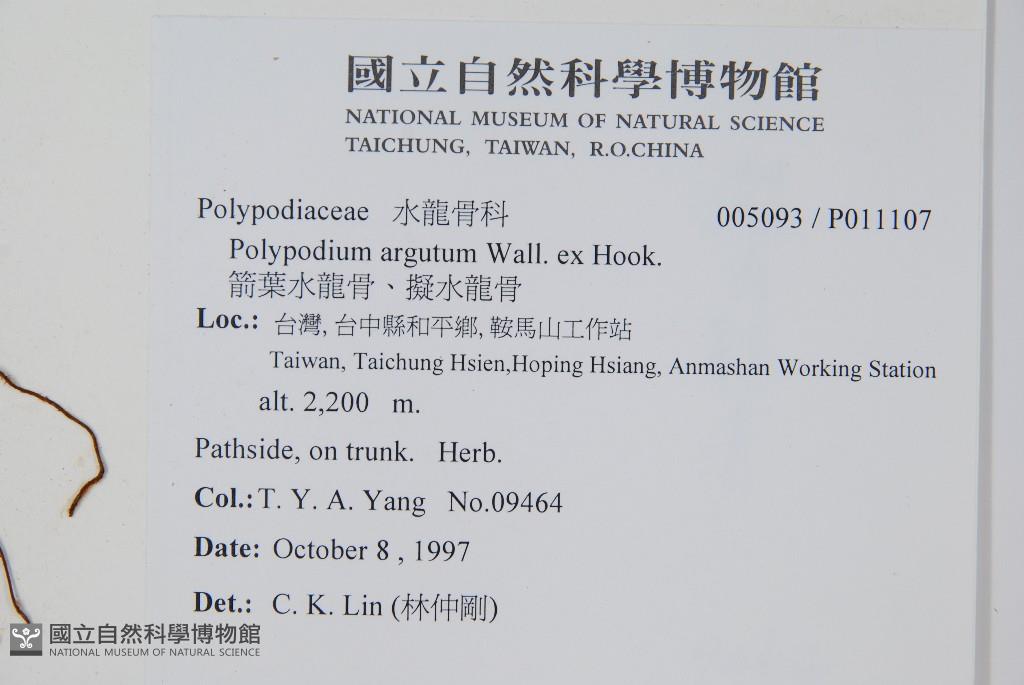 國立自然科學博物館
NATIONAL MUSEUM OF NATURAL SCIENCE
TAICHUNG, TAIWAN, R.O.CHINA
Polypodiaceae 水龍骨科 005093 / P011107
Polypodium argutum Wall. ex Hook.
箭葉水龍骨、擬水龍骨
Loc.: 台灣, 台中縣和平鄉, 鞍馬山工作站
Taiwan, Taichung Hsien,Hoping Hsiang, Anmashan Working Station
alt. 2,200 m.
Pathside, on trunk. Herb.
Col.: T. Y. A. Yang No.09464
Date: October 8 , 1997
Det.: C. K. Lin (林仲剛)
國立自然科學博物館
NATIONAL MUSEUM OF NATURAL SCIENCE